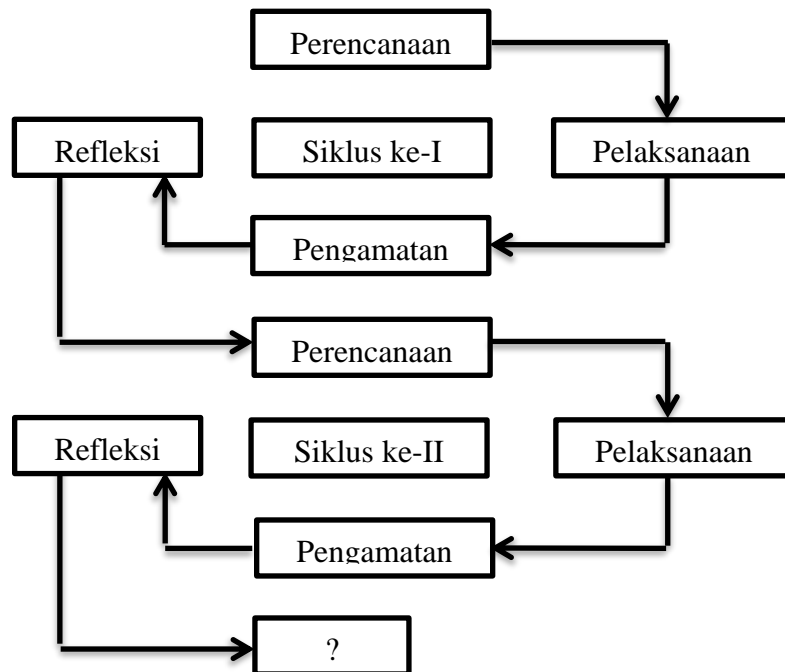 Perencanaan
Refleksi
Siklus ke-I
Pelaksanaan
Pengamatan
Perencanaan
Refleksi
Siklus ke-II
Pelaksanaan
Pengamatan
?